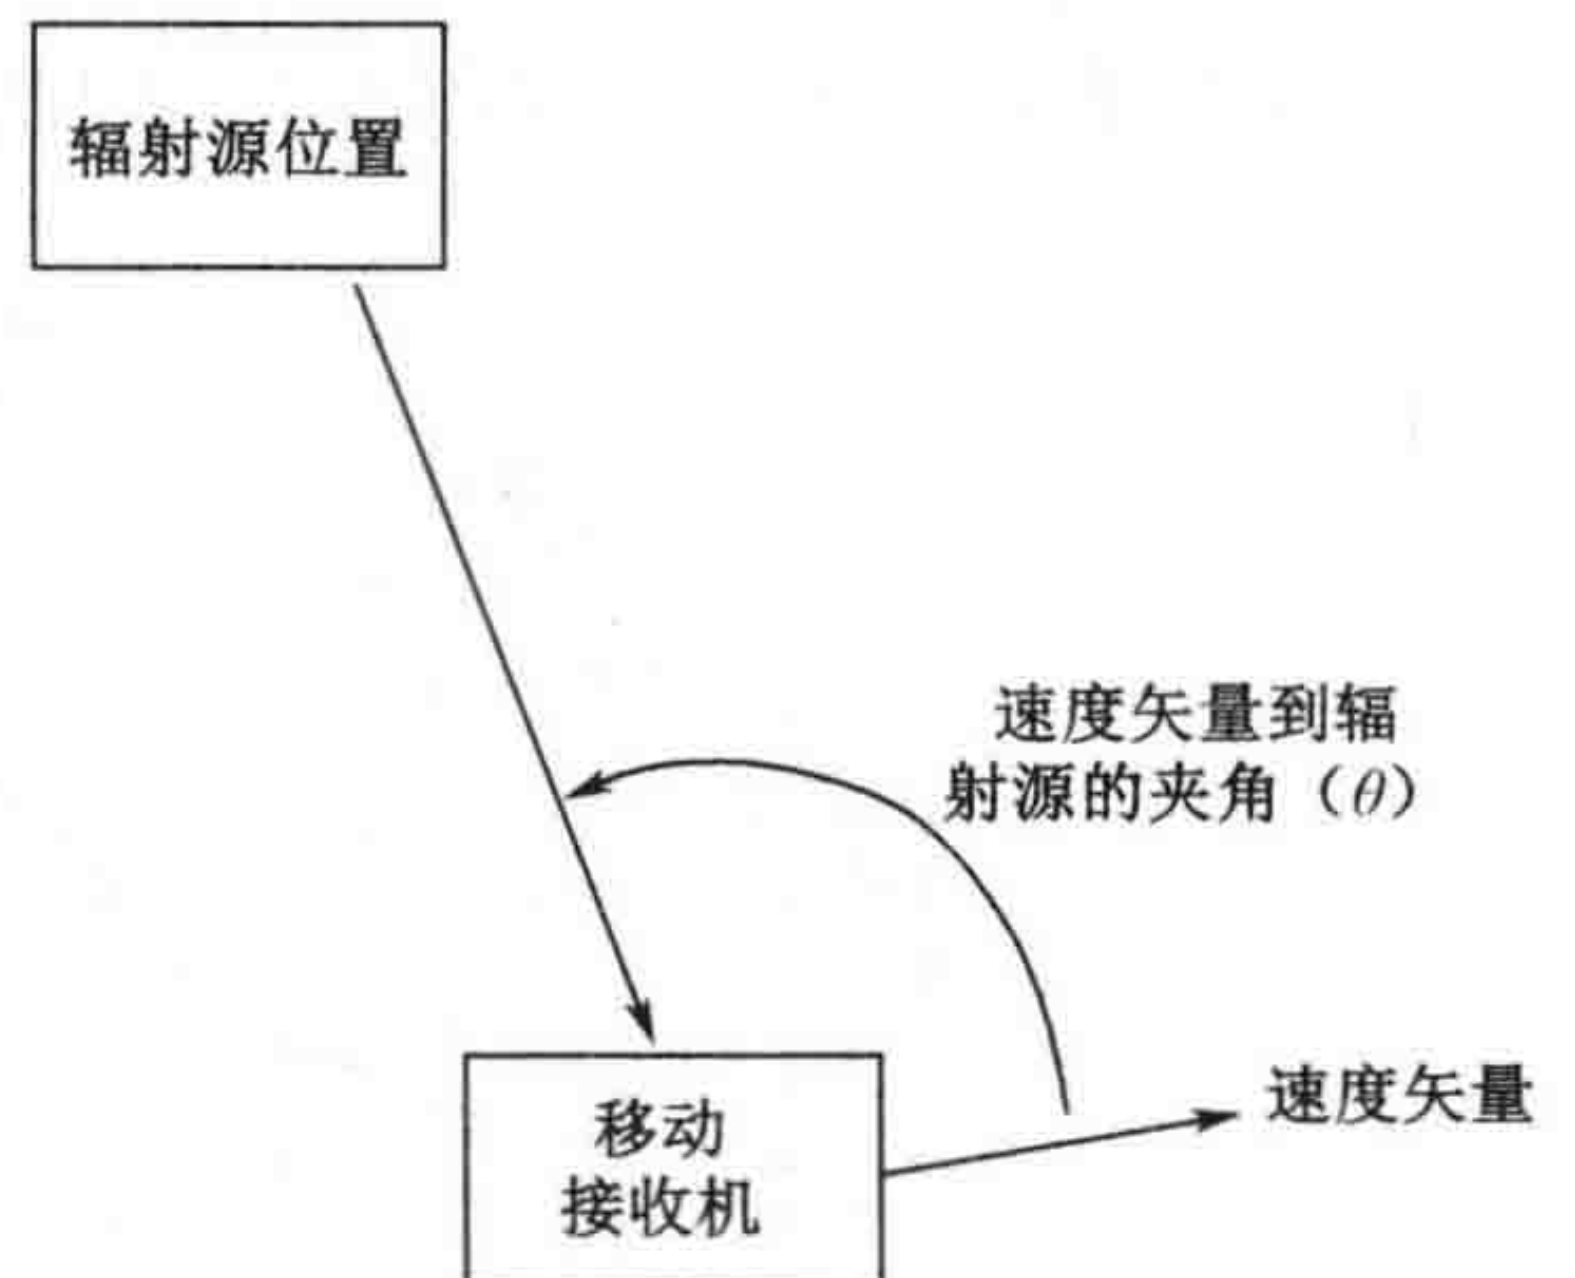 辐射源位置
速度矢量到辐
射源的夹角（θ）
速度矢量
移动
接收机